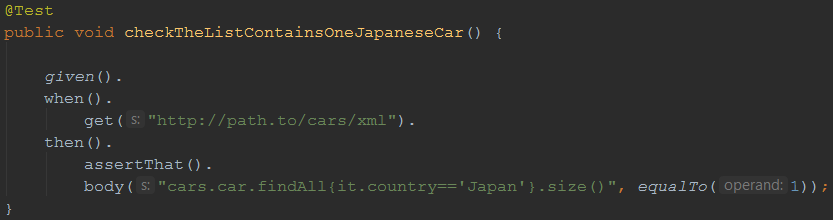 @Test
public void checkTheListContainsOneJapaneseCar() {
given().
when().
get( s: "http://path.to/cars/xml").
then().
assertThat().
body( s: "cars.car.findAll{it.country=='Japan'}.size()", equalTo( operand: 1));
}